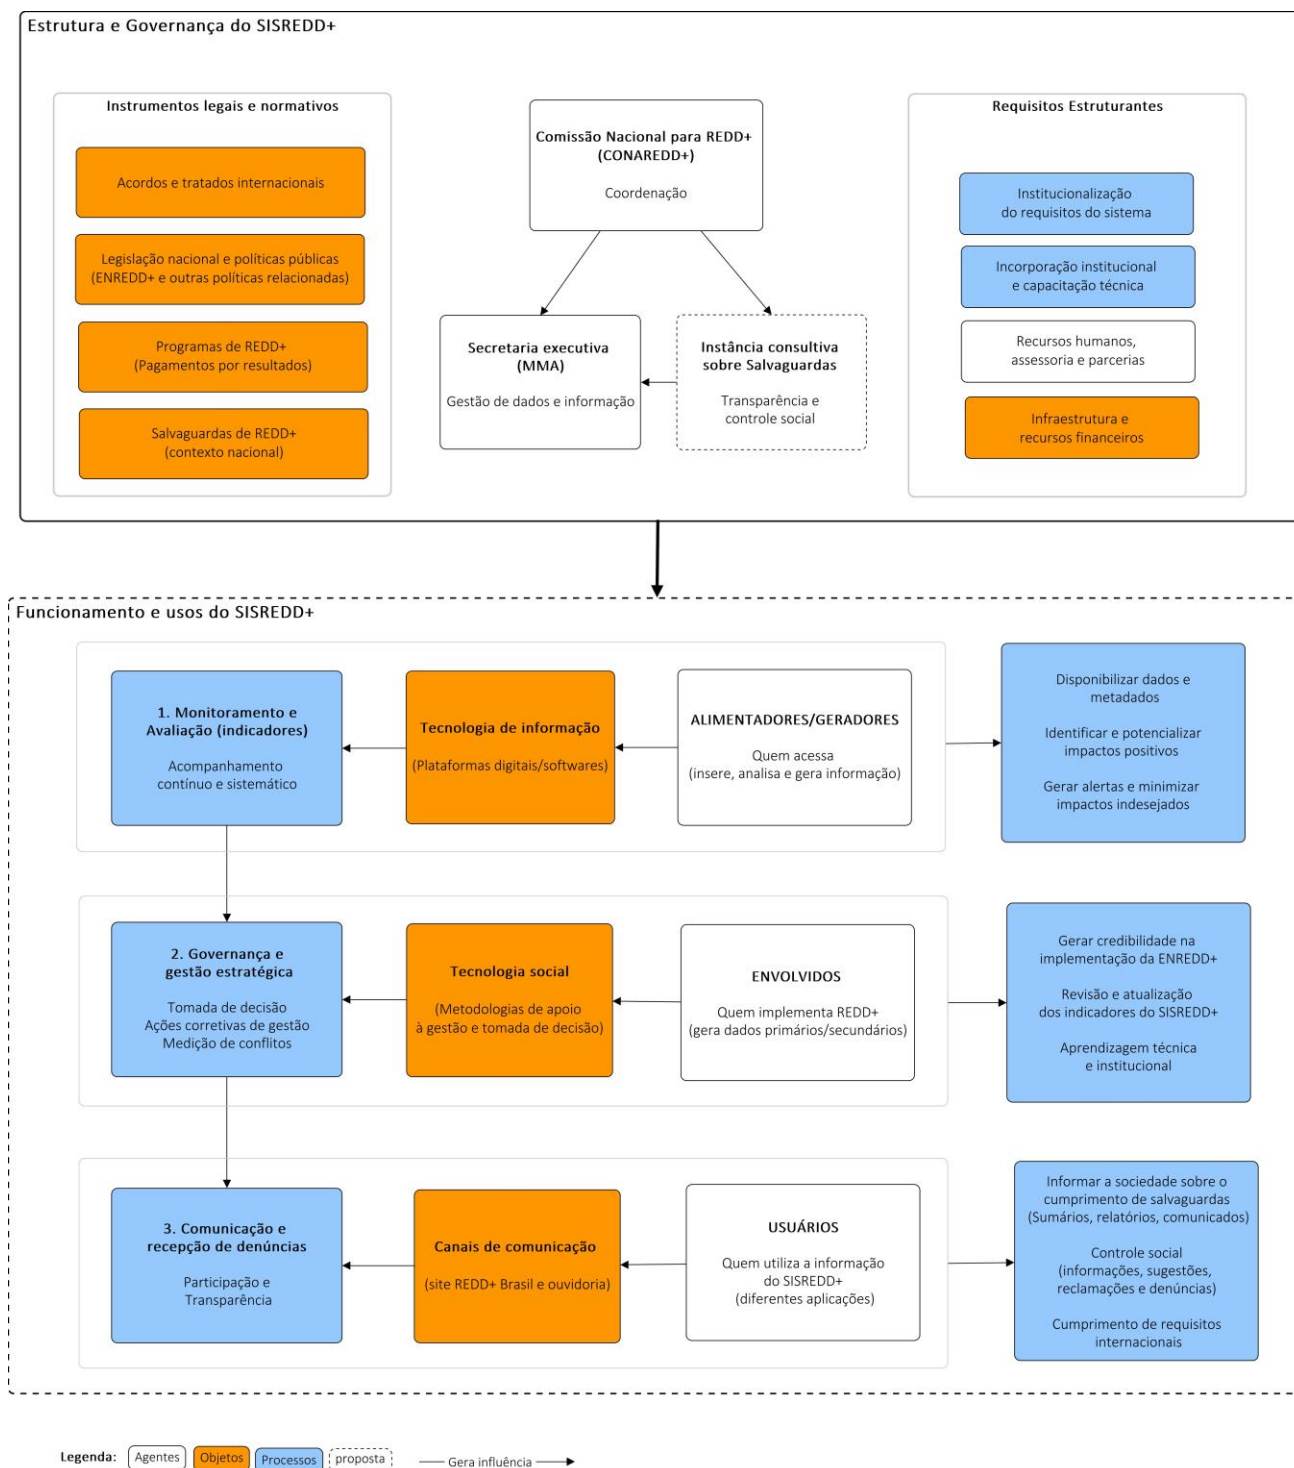 Estrutura e Governança do SISREDD+
Instrumentos legais e normativos
Acordos e tratados internacionais
Legislação nacional e políticas públicas
(ENREDD+ e outras políticas relacionadas)
Programas de REDD+
(Pagamentos por resultados)
Salvaguardas de REDD+
(contexto nacional)
Comissão Nacional para REDD+
(CONAREDD+)
Coordenação
Secretaria executiva
(MMA)
Gestão de dados e informação
Instância consultiva
sobre Salvaguardas
Transparência e
controle social
Requisitos Estruturantes
Institucionalização
do requisitos do sistema
Incorporação institucional
e capacitação técnica
Recursos humanos,
assessoria e parcerias
Infraestrutura e
recursos financeiros
Funcionamento e usos do SISREDD+
1. Monitoramento e
Avaliação (indicadores)
Acompanhamento
contínuo e sistemático
Tecnologia de informação
(Plataformas digitais/softwares)
ALIMENTADORES/GERADORES
Quem acessa
(insere, analisa e gera informação)
Disponibilizar dados e
metadados
Identificar e potencializar
impactos positivos
Gerar alertas e minimizar
impactos indesejados
2. Governança e
gestão estratégica
Tomada de decisão
Ações corretivas de gestão
Medição de conflitos
Tecnologia social
(Metodologias de apoio
à gestão e tomada de decisão)
ENVOLVIDOS
Quem implementa REDD+
(gera dados primários/secundários)
Gerar credibilidade na
implementação da ENREDD+
Revisão e atualização
dos indicadores do SISREDD+
Aprendizagem técnica
e institucional
3. Comunicação e
recepção de denúncias
Participação e
Transparência
Canais de comunicação
(site REDD+ Brasil e ouvidoria)
USUÁRIOS
Quem utiliza a informação
do SISREDD+
(diferentes aplicações)
Informar a sociedade sobre o
cumprimento de salvaguardas
(Sumários, relatórios, comunicados)
Controle social
(informações, sugestões,
reclamações e denúncias)
Cumprimento de requisitos
internacionais
Legenda:
Agentes
Objetos
Processos
proposta
Gera influência